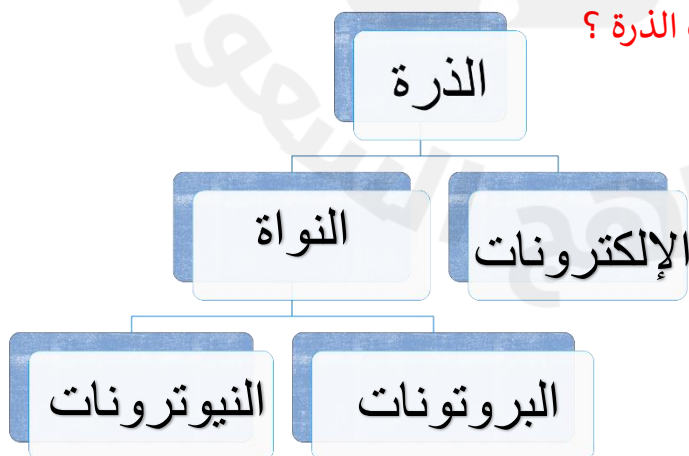 الذرة ؟
الذرة
الإلكترونات
النواة
البروتونات
النيوترونات